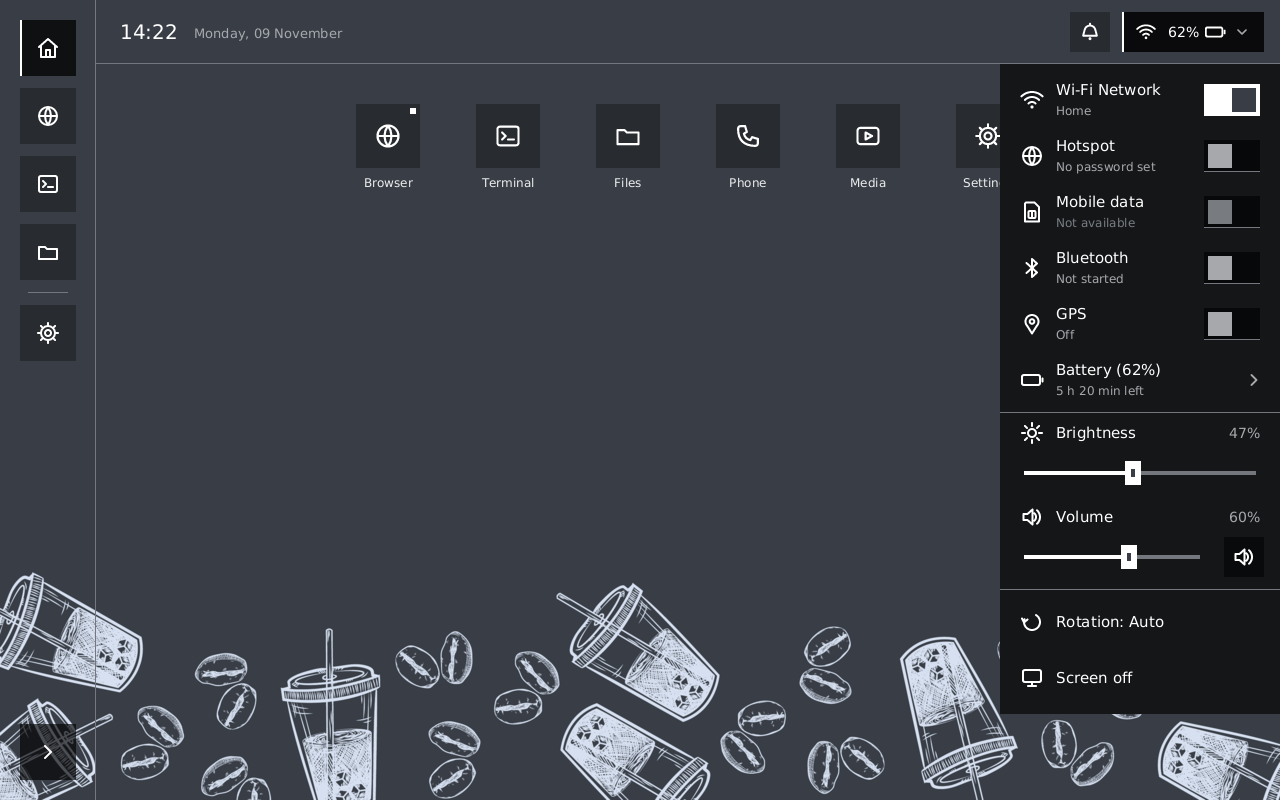 14:22 Monday, 09 November
62%
Browser Terminal Files Phone Media
Wi-Fi Network
Home
Hotspot
No password set
Mobile data
Not available
Bluetooth
Not started
GPS
Off
Battery (62%)
5 h 20 min left
Brightness 47%
Volume 60%
Rotation: Auto
Screen off